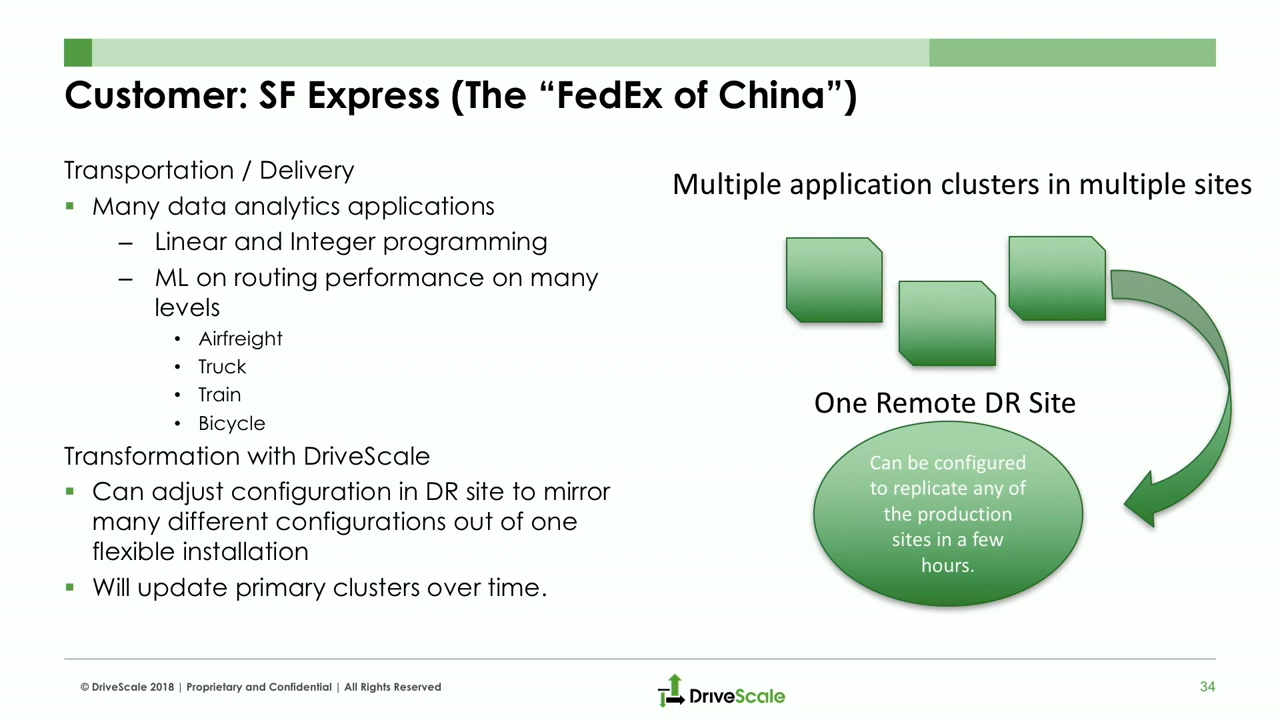 Customer: SF Express (The “FedEx of China”)
Transportation / Delivery
▪ Many data analytics applications
– Linear and Integer programming
– ML on routing performance on many
levels
• Airfreight
• Truck
• Train
• Bicycle
Transformation with DriveScale
▪ Can adjust configuration in DR site to mirror
many different configurations out of one
flexible installation
▪ Will update primary clusters over time.
Multiple application clusters in multiple sites
One Remote DR Site
Can be configured
to replicate any of
the production
sites in a few
hours.
© DriveScale 2018 | Proprietary and Confidential | All Rights Reserved
DriveScale
34